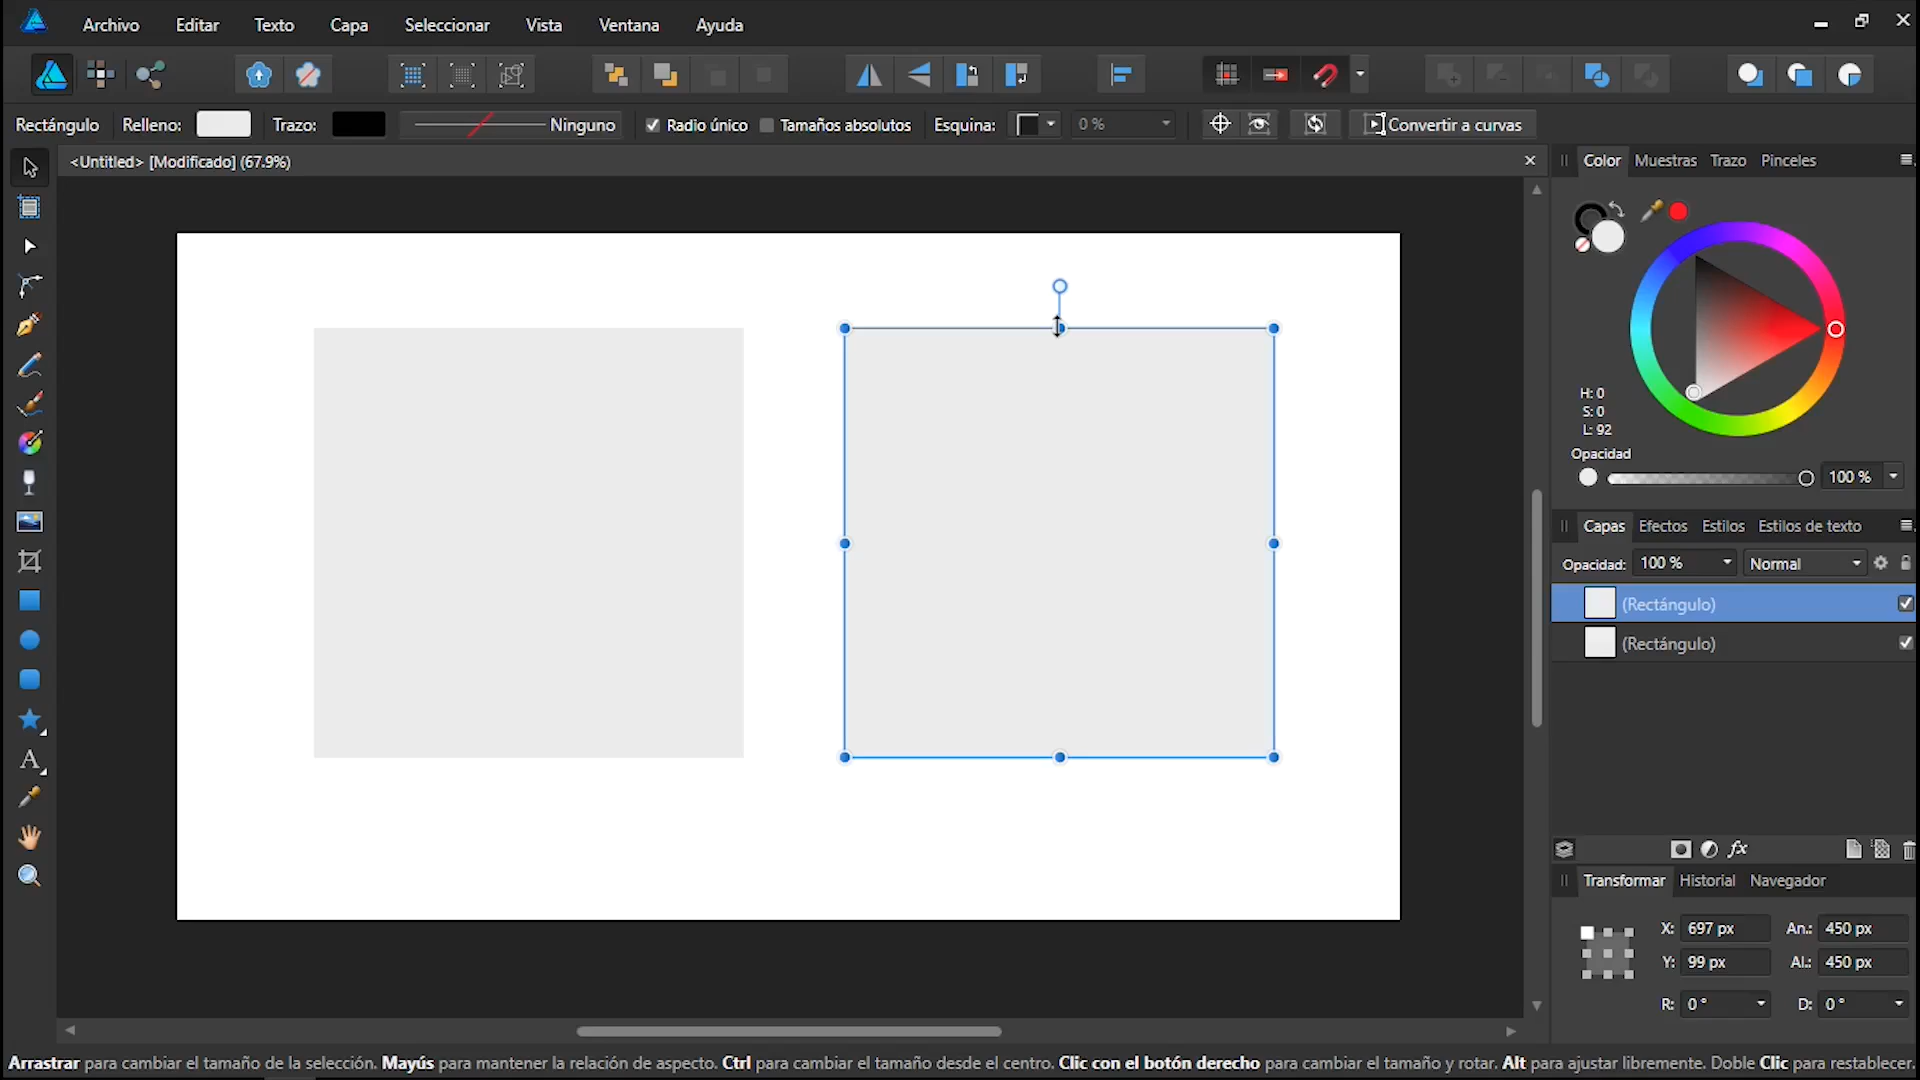 Archivo Editar Texto Capa Seleccionar Vista Ventana Ayuda
Rectángulo Relleno: Trazo: Ninguno Radio único Tamaños absolutos Esquina: 0 % Convertir a curvas
<Untitled> [Modificado] (67.9%)
Color Muestras Trazo Pinceles
H: 0
S: 0
L: 92
Opacidad
100 %
Capas Efectos Estilos Estilos de texto
Opacidad: 100 % Normal
(Rectángulo)
(Rectángulo)
fx
Transformar Historial Navegador
X: 697 px An.: 450 px
Y: 99 px Al.: 450 px
R: 0 ° D: 0 °
Arrastrar para cambiar el tamaño de la selección. Mayús para mantener la relación de aspecto. Ctrl para cambiar el tamaño desde el centro. Clic con el botón derecho para cambiar el tamaño y rotar. Alt para ajustar libremente. Doble Clic para restablecer.